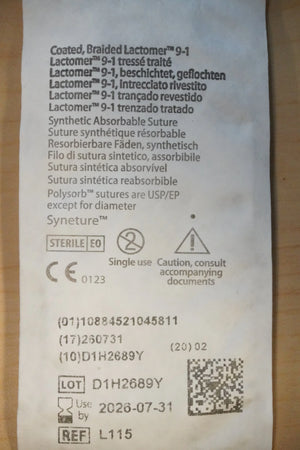 Coated, Braided Lactomer™ 9-1
Lactomer™ 9-1 tressé traité
Lactomer™ 9-1, beschichtet, geflochten
Lactomer™ 9-1, intrecciato rivestito
Lactomer™ 9-1 trançado revestido
Lactomer™ 9-1 trenzado tratado
Synthetic Absorbable Suture
Suture synthétique résorbable
Resorbierbare Fäden, synthetisch
Filo di sutura sintetico, assorbibile
Sutura sintética absorvível
Sutura sintética reabsorbible
Polysorb™ sutures are USP/EP
except for diameter
Syneture™
STERILE EO
2
Single use
Caution, consult
accompanying
documents
CE 0123
(01)10884521045811
(17)260731
(20)02
(10)D1H2689Y
LOT D1H2689Y
Use by 2026-07-31
REF L115